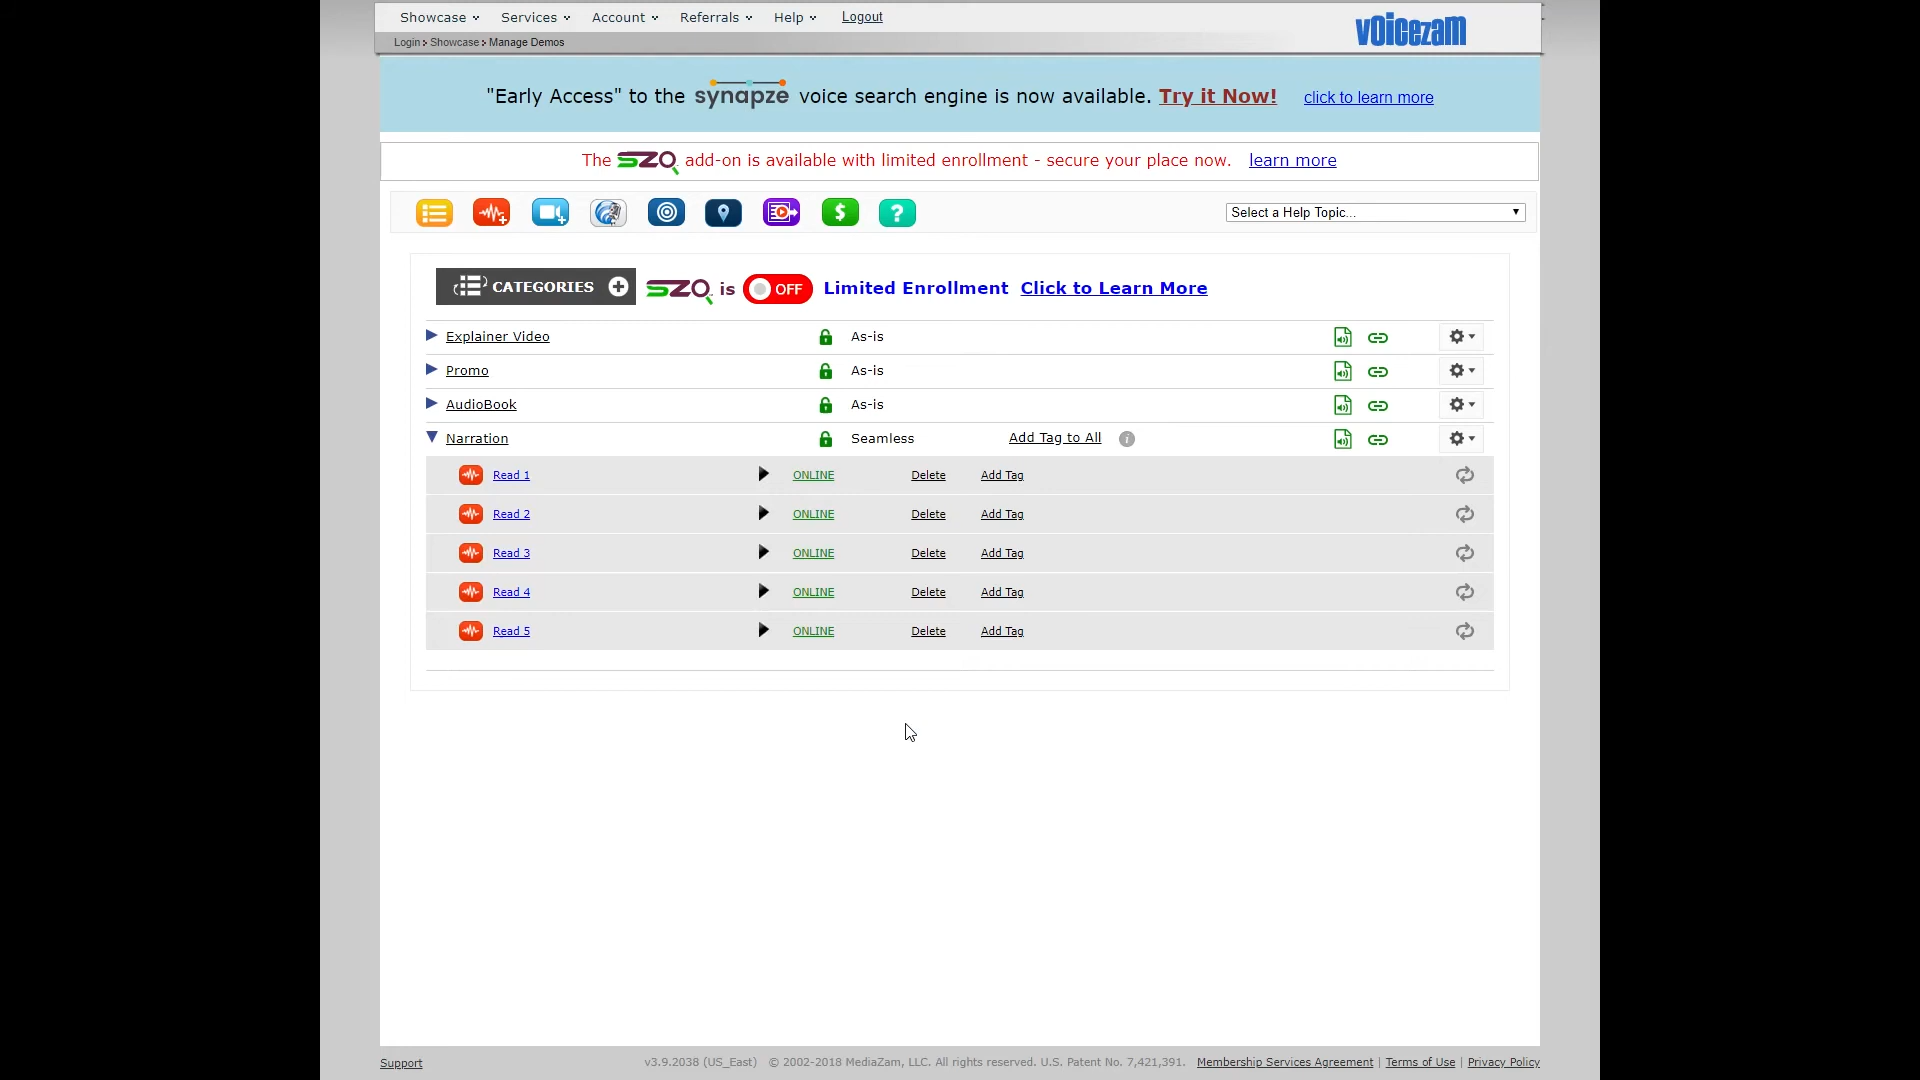 Showcase Services Account Referrals Help Logout
voicezam
Login Showcase Manage Demos
"Early Access" to the synapze voice search engine is now available. Try it Now! click to learn more
The SZO add-on is available with limited enrollment - secure your place now. learn more
$ ? Select a Help Topic...
CATEGORIES SZO is OFF Limited Enrollment Click to Learn More
Explainer Video As-is
Promo As-is
AudioBook As-is
Narration Seamless Add Tag to All i
Read 1 ONLINE Delete Add Tag
Read 2 ONLINE Delete Add Tag
Read 3 ONLINE Delete Add Tag
Read 4 ONLINE Delete Add Tag
Read 5 ONLINE Delete Add Tag
Support v3.9.2038 (US_East) © 2002-2018 MediaZam, LLC. All rights reserved. U.S. Patent No. 7,421,391. Membership Services Agreement | Terms of Use | Privacy Policy